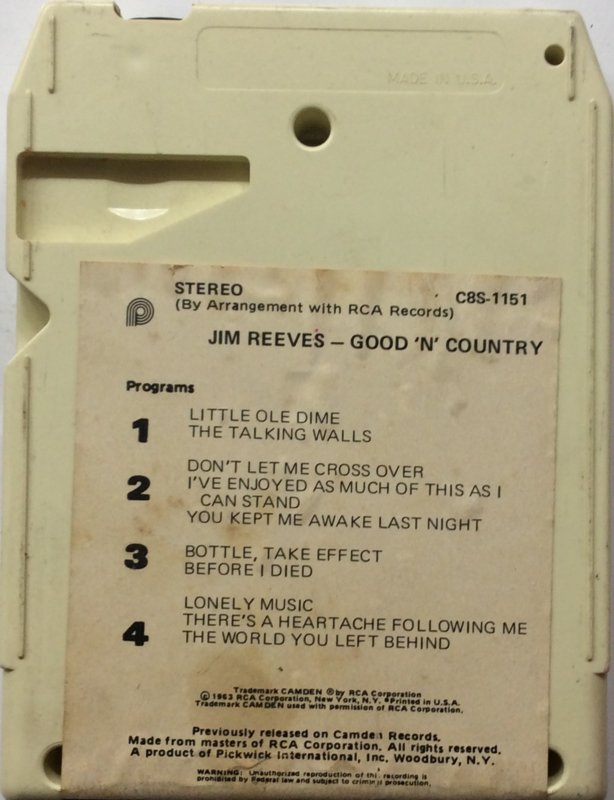 MADE IN U.S.A.
STEREO
C8S-1151
(By Arrangement with RCA Records)
JIM REEVES — GOOD 'N' COUNTRY
Programs
1 LITTLE OLE DIME
THE TALKING WALLS
2 DON'T LET ME CROSS OVER
I'VE ENJOYED AS MUCH OF THIS AS I
CAN STAND
YOU KEPT ME AWAKE LAST NIGHT
3 BOTTLE, TAKE EFFECT
BEFORE I DIED
4 LONELY MUSIC
THERE'S A HEARTACHE FOLLOWING ME
THE WORLD YOU LEFT BEHIND
Trademark CAMDEN ® by RCA Corporation
© 1963 RCA Corporation, New York, N.Y. • Printed in U.S.A.
Trademark CAMDEN used with permission of RCA Corporation.
Previously released on Camden Records.
Made from masters of RCA Corporation. All rights reserved.
A product of Pickwick International, Inc. Woodbury, N.Y.
WARNING: Unauthorized reproduction of this recording is
prohibited by Federal law and subject to criminal prosecution.